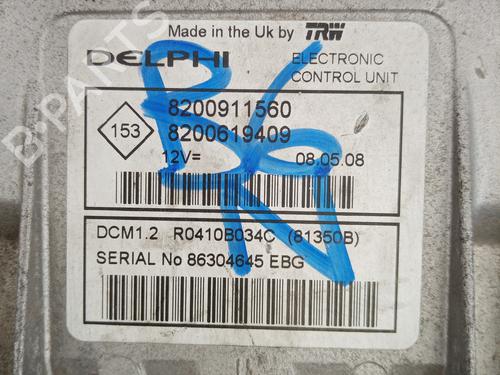 Made in the Uk by TRW
DELPHI
ELECTRONIC
CONTROL UNIT
153
8200911560
8200619409
12V=
08.05.08
DCM1.2 R0410B034C (81350B)
SERIAL No 86304645 EBG
B-PARTS